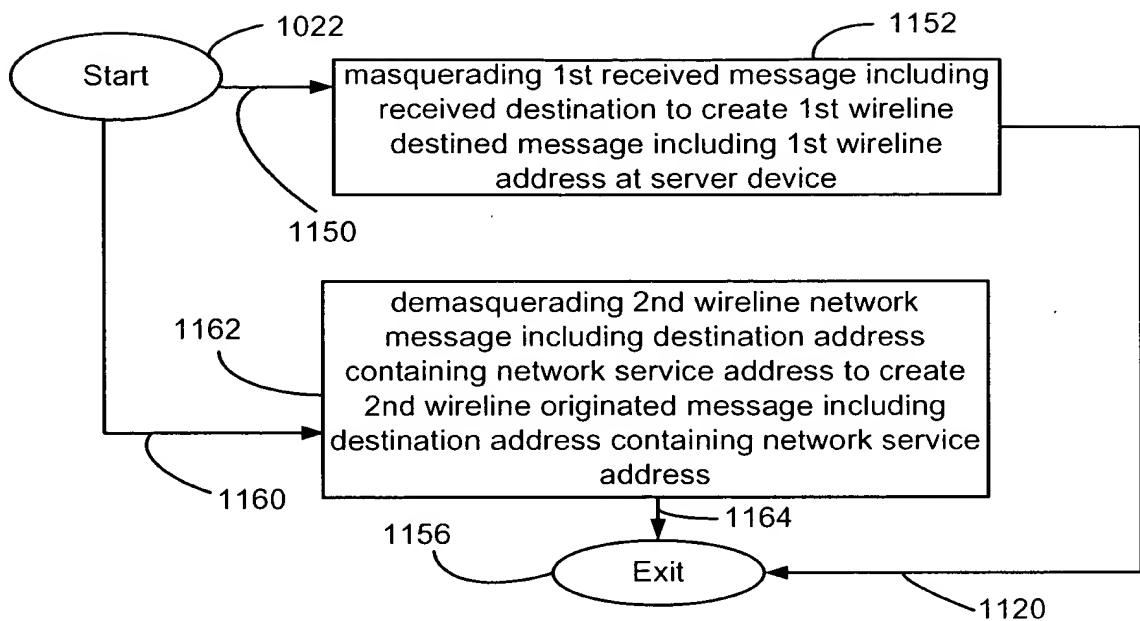 1022
Start
1152
masquerading 1st received message including
received destination to create 1st wireline
destined message including 1st wireline
address at server device
1150
demasquerading 2nd wireline network
message including destination address
containing network service address to create
2nd wireline originated message including
destination address containing network service
address
1162
1160
1164
1156
Exit
1120